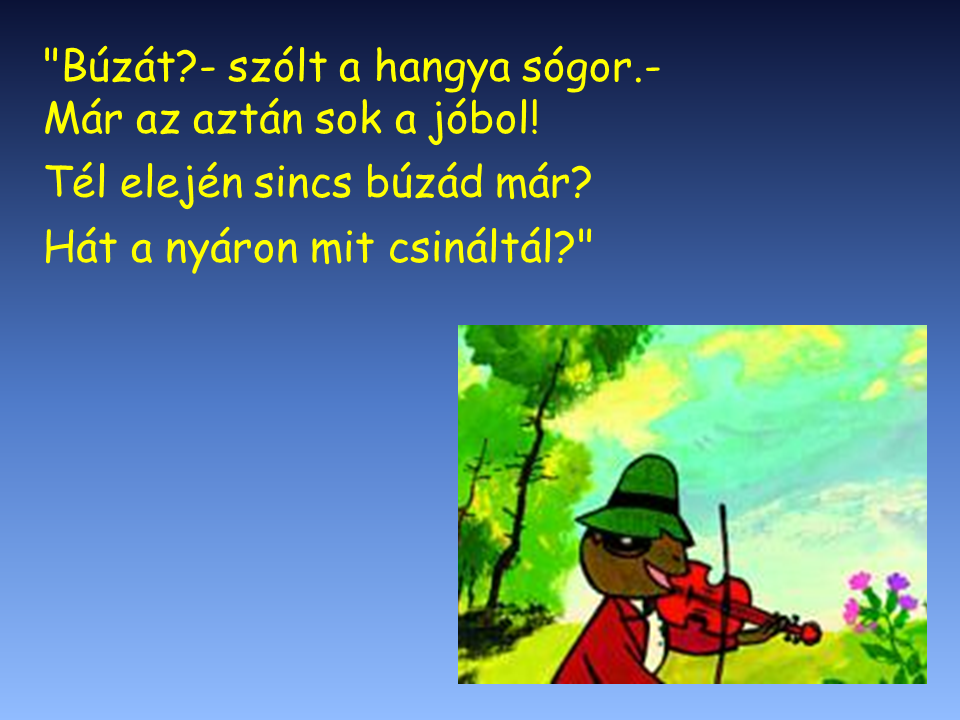 "Búzát?- szólt a hangya sógor.-
Már az aztán sok a jóbol!
Tél elején sincs búzád már?
Hát a nyáron mit csináltál?"